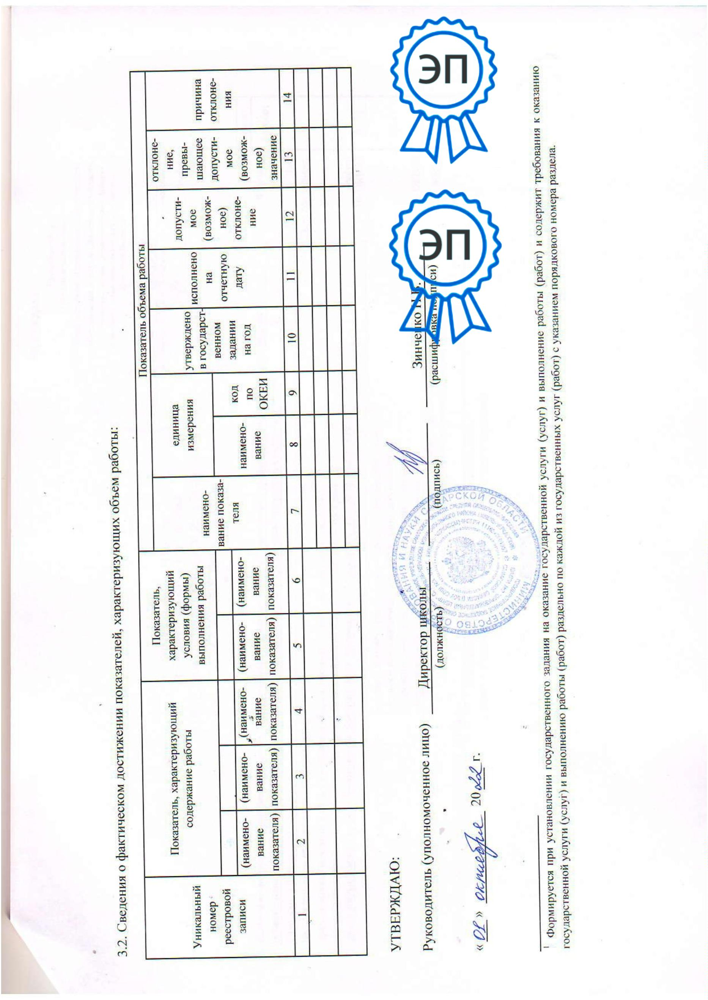 3.2. Сведения о фактическом достижении показателей, характеризующих объем работы:
Уникальный
номер
реестровой
записи
Показатель, характеризующий
содержание работы
Показатель,
характеризующий
условия (формы)
выполнения работы
Показатель объема работы
(наимено-
вание
показателя)
(наимено-
вание
показателя)
(наимено-
вание
показателя)
(наимено-
вание
показателя)
(наимено-
вание
показателя)
наимено-
вание показа-
теля
единица
измерения
наимено-
вание
код
по
ОКЕИ
утверждено
в государст-
венном
задании
на год
исполнено
на
отчетную
дату
допусти-
мое
(возмож-
ное)
отклоне-
ние
отклоне-
ние,
превы-
шающее
допусти-
мое
(возмож-
ное)
значение
причина
отклоне-
ния
1 2 3 4 5 6 7 8 9 10 11 12 13 14
УТВЕРЖДАЮ:
Руководитель (уполномоченное лицо) Директор школы Зинченко
(должность) (подпись) (расшифровка подписи)
ЭП
ЭП
МИНИСТЕРСТВО ОБРАЗОВАНИЯ И НАУКИ САМАРСКОЙ ОБЛАСТИ
« » октября 2022 г.
1 Формируется при установлении государственного задания на оказание государственной услуги (услуг) и выполнение работы (работ) и содержит требования к оказанию
государственной услуги (услуг) и выполнению работы (работ) раздельно по каждой из государственных услуг (работ) с указанием порядкового номера раздела.